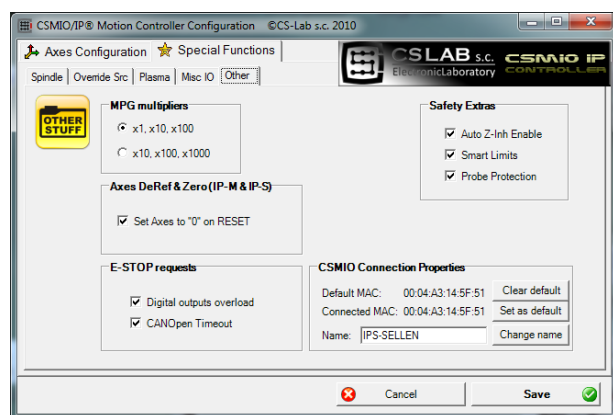 CSMIO/IP® Motion Controller Configuration ©CS-Lab s.c. 2010
Axes Configuration Special Functions
CSLAB s.c.
ElectronicLaboratory
CSMIO IP
CONTROLLER
Spindle Override Src Plasma Misc IO Other
OTHER
STUFF
MPG multipliers
x1, x10, x100
x10, x100, x1000
Safety Extras
Auto Z-Inh Enable
Smart Limits
Probe Protection
Axes DeRef & Zero (IP-M & IP-S)
Set Axes to "0" on RESET
E-STOP requests
Digital outputs overload
CANOpen Timeout
CSMIO Connection Properties
Default MAC: 00:04:A3:14:5F:51 Clear default
Connected MAC: 00:04:A3:14:5F:51 Set as default
Name: IPS-SELLEN Change name
Cancel Save